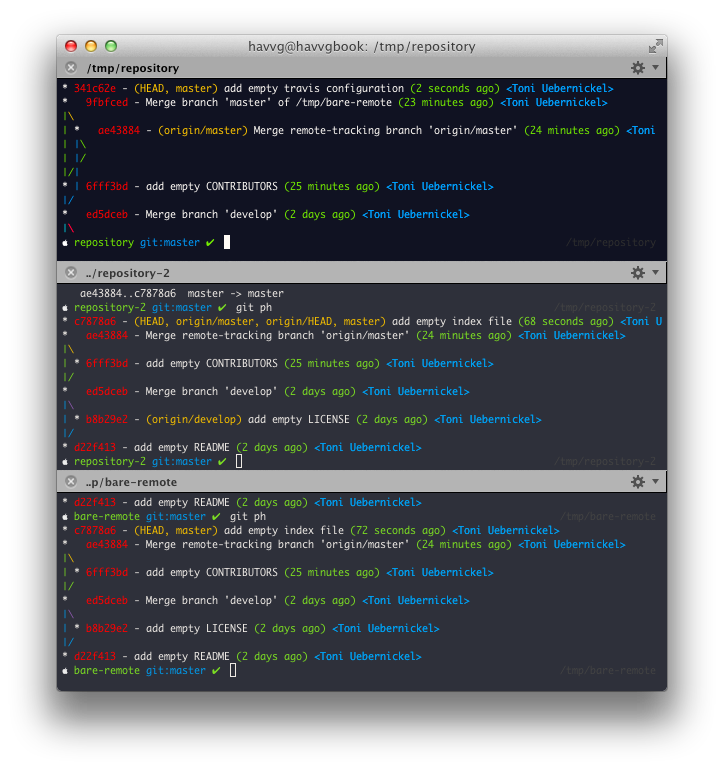 havvg@havvgbook: /tmp/repository
/tmp/repository
* 341c62e - (HEAD, master) add empty travis configuration (2 seconds ago) <Toni Uebernickel>
*   9fbfced - Merge branch 'master' of /tmp/bare-remote (23 minutes ago) <Toni Uebernickel>
|\
| *   ae43884 - (origin/master) Merge remote-tracking branch 'origin/master' (24 minutes ago) <Toni
| |\
| |/
|/|
* | 6fff3bd - add empty CONTRIBUTORS (25 minutes ago) <Toni Uebernickel>
|/
*   ed5dceb - Merge branch 'develop' (2 days ago) <Toni Uebernickel>
|\
repository git:master ✔ /tmp/repository
../repository-2
ae43884..c7878a6  master -> master
repository-2 git:master ✔  git ph /tmp/repository-2
* c7878a6 - (HEAD, origin/master, origin/HEAD, master) add empty index file (68 seconds ago) <Toni U
*   ae43884 - Merge remote-tracking branch 'origin/master' (24 minutes ago) <Toni Uebernickel>
|\
| * 6fff3bd - add empty CONTRIBUTORS (25 minutes ago) <Toni Uebernickel>
|/
*   ed5dceb - Merge branch 'develop' (2 days ago) <Toni Uebernickel>
|\
| * b8b29e2 - (origin/develop) add empty LICENSE (2 days ago) <Toni Uebernickel>
|/
* d22f413 - add empty README (2 days ago) <Toni Uebernickel>
repository-2 git:master ✔ /tmp/repository-2
..p/bare-remote
* d22f413 - add empty README (2 days ago) <Toni Uebernickel>
bare-remote git:master ✔  git ph /tmp/bare-remote
* c7878a6 - (HEAD, master) add empty index file (72 seconds ago) <Toni Uebernickel>
*   ae43884 - Merge remote-tracking branch 'origin/master' (24 minutes ago) <Toni Uebernickel>
|\
| * 6fff3bd - add empty CONTRIBUTORS (25 minutes ago) <Toni Uebernickel>
|/
*   ed5dceb - Merge branch 'develop' (2 days ago) <Toni Uebernickel>
|\
| * b8b29e2 - add empty LICENSE (2 days ago) <Toni Uebernickel>
|/
* d22f413 - add empty README (2 days ago) <Toni Uebernickel>
bare-remote git:master ✔ /tmp/bare-remote